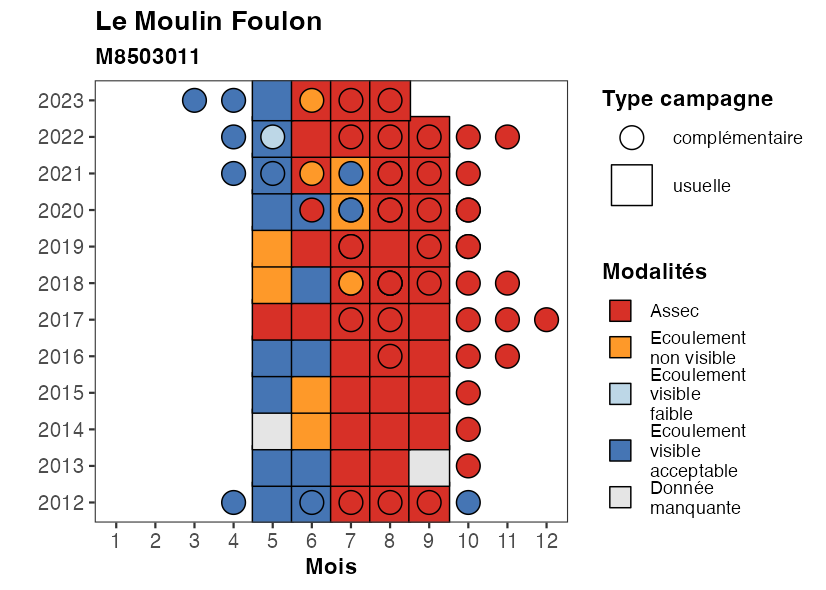 Le Moulin Foulon
M8503011
2023
2022
2021
2020
2019
2018
2017
2016
2015
2014
2013
2012
1 2 3 4 5 6 7 8 9 10 11 12
Mois
Type campagne
complémentaire
usuelle
Modalités
Assec
Ecoulement
non visible
Ecoulement
visible
faible
Ecoulement
visible
acceptable
Donnée
manquante